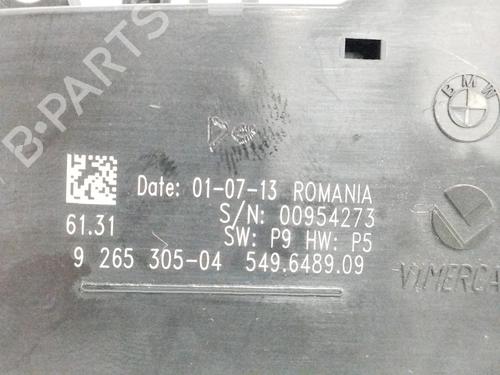 B-PARTS
BMW
Date: 01-07-13 ROMANIA
61.31
S/N: 00954273
SW: P9 HW: P5
9 265 305-04 549.6489.09
VIMERCA